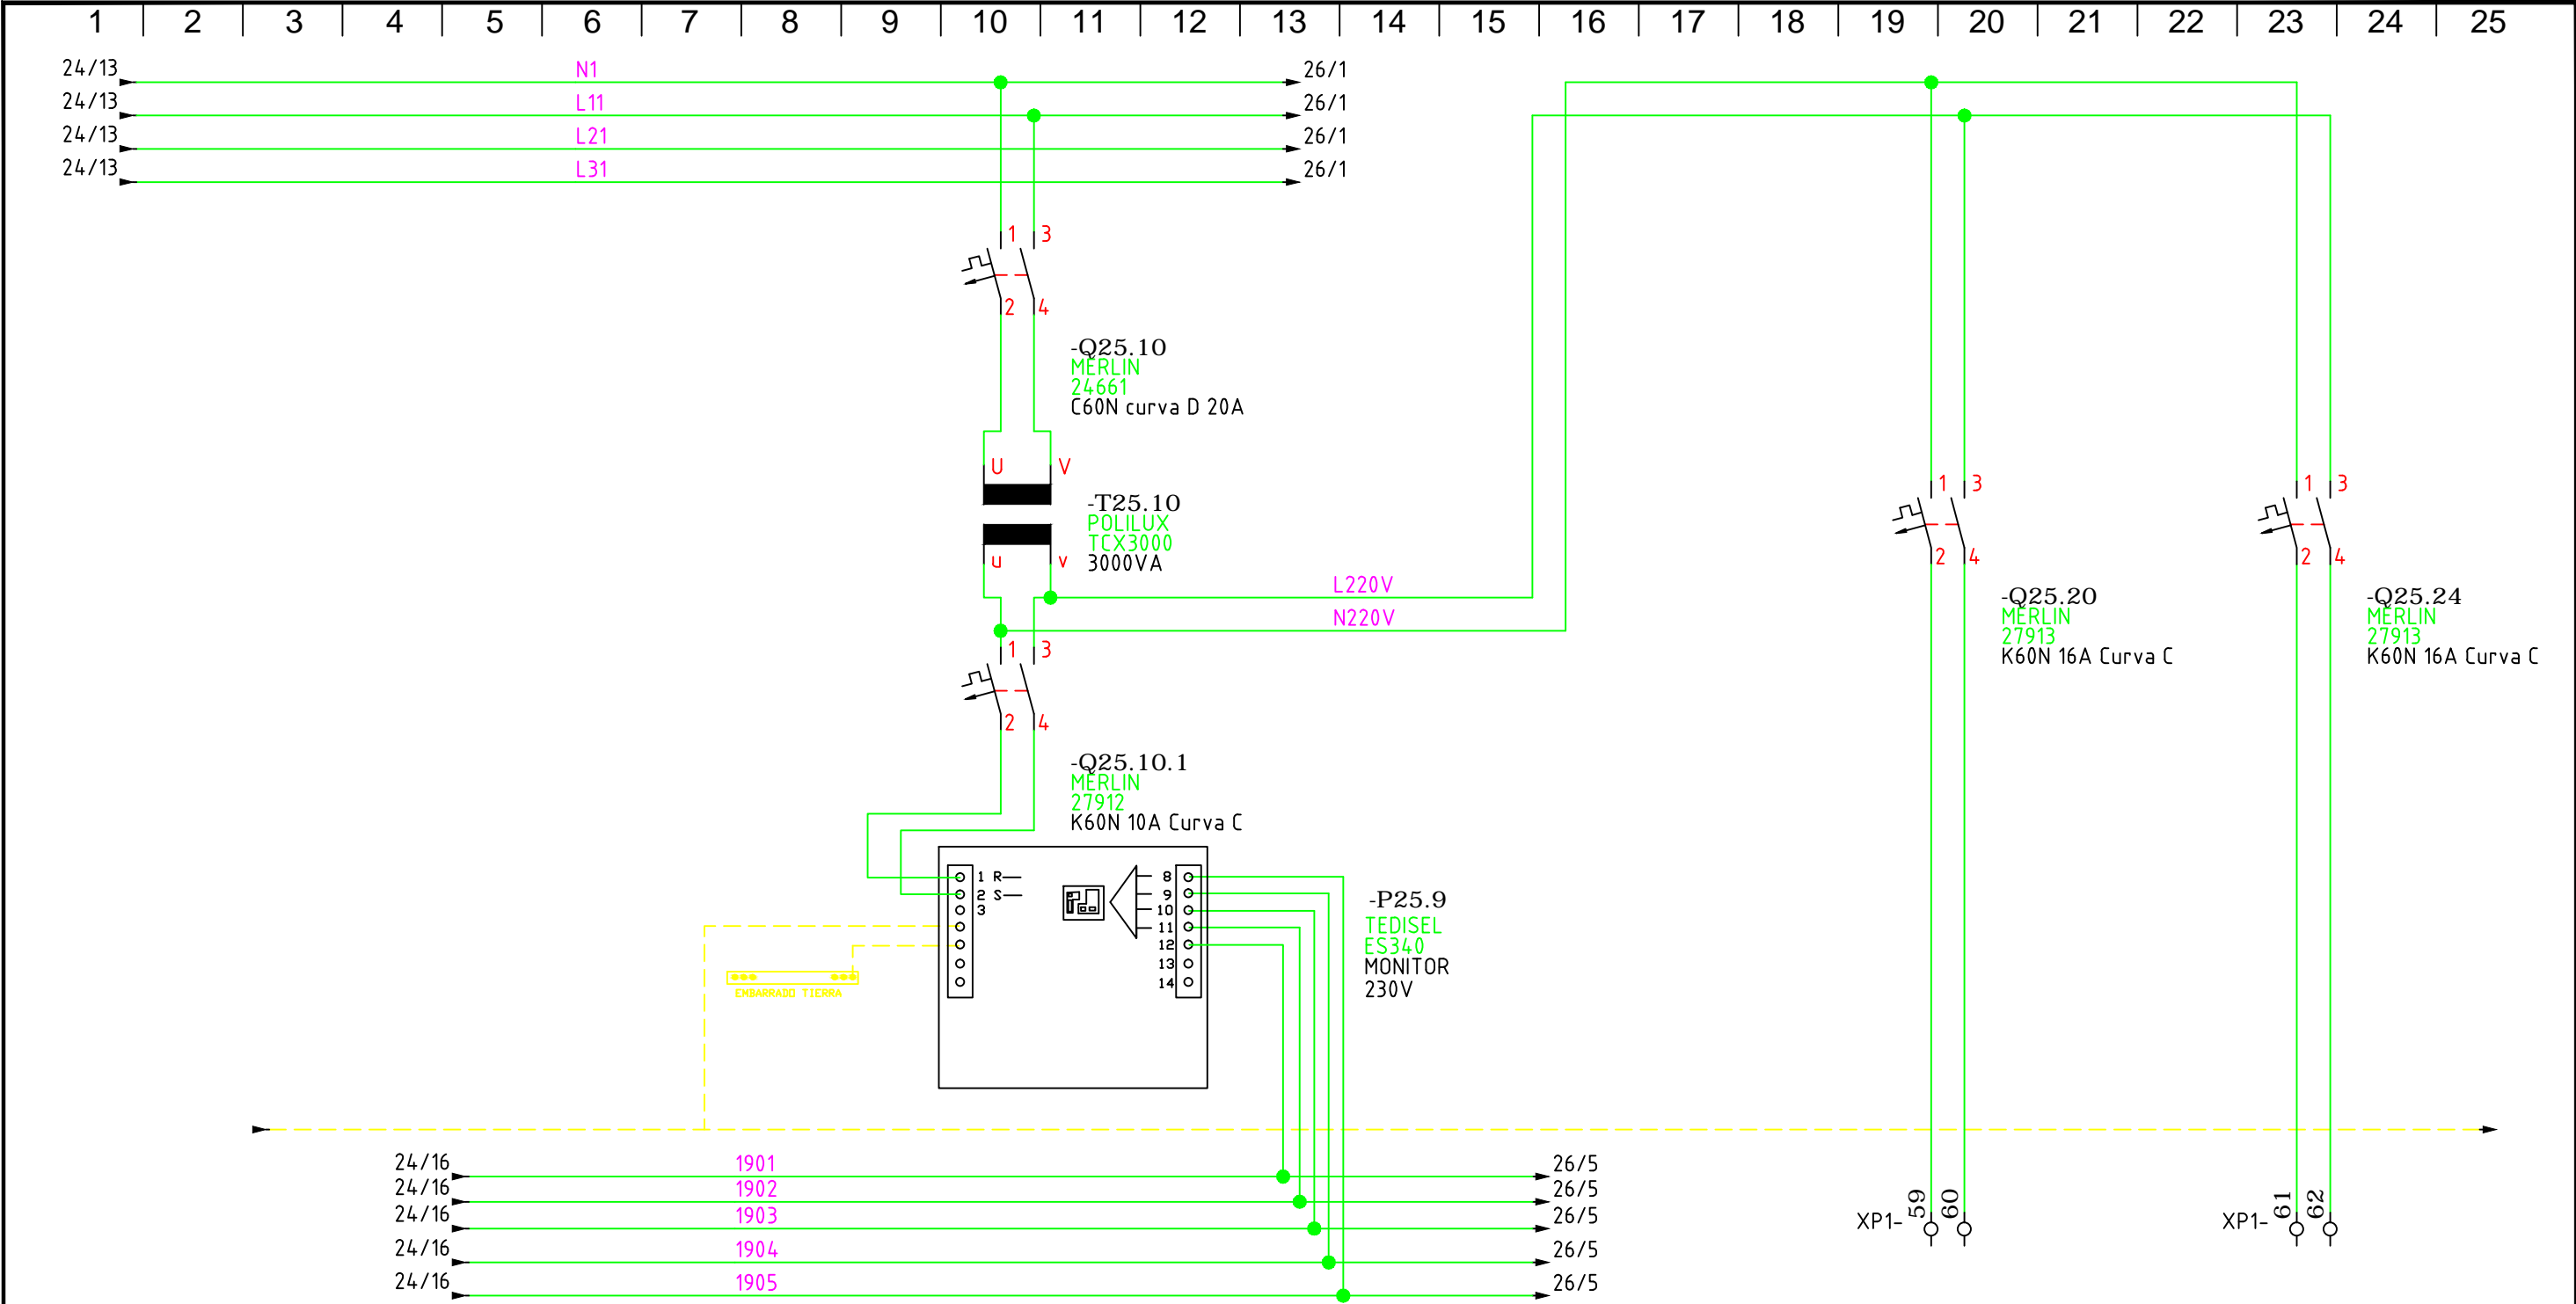 1 2 3 4 5 6 7 8 9 10 11 12 13 14 15 16 17 18 19 20 21 22 23 24 25
24/13 N1 26/1
24/13 L11 26/1
24/13 L21 26/1
24/13 L31 26/1
1 3
2 4
-Q25.10
MERLIN
24661
C60N curva D 20A
U V
-T25.10
POLILUX
TCX3000
3000VA
u v
L220V
N220V
1 3
2 4
-Q25.10.1
MERLIN
27912
K60N 10A Curva C
1 3
2 4
-Q25.20
MERLIN
27913
K60N 16A Curva C
1 3
2 4
-Q25.24
MERLIN
27913
K60N 16A Curva C
1 R
2 S
3
8
9
10
11
12
13
14
-P25.9
TEDISEL
ES340
MONITOR
230V
EMBARRADO TIERRA
24/16 1901 26/5
24/16 1902 26/5
24/16 1903 26/5
24/16 1904 26/5
24/16 1905 26/5
XP1- 59 60
XP1- 61 62